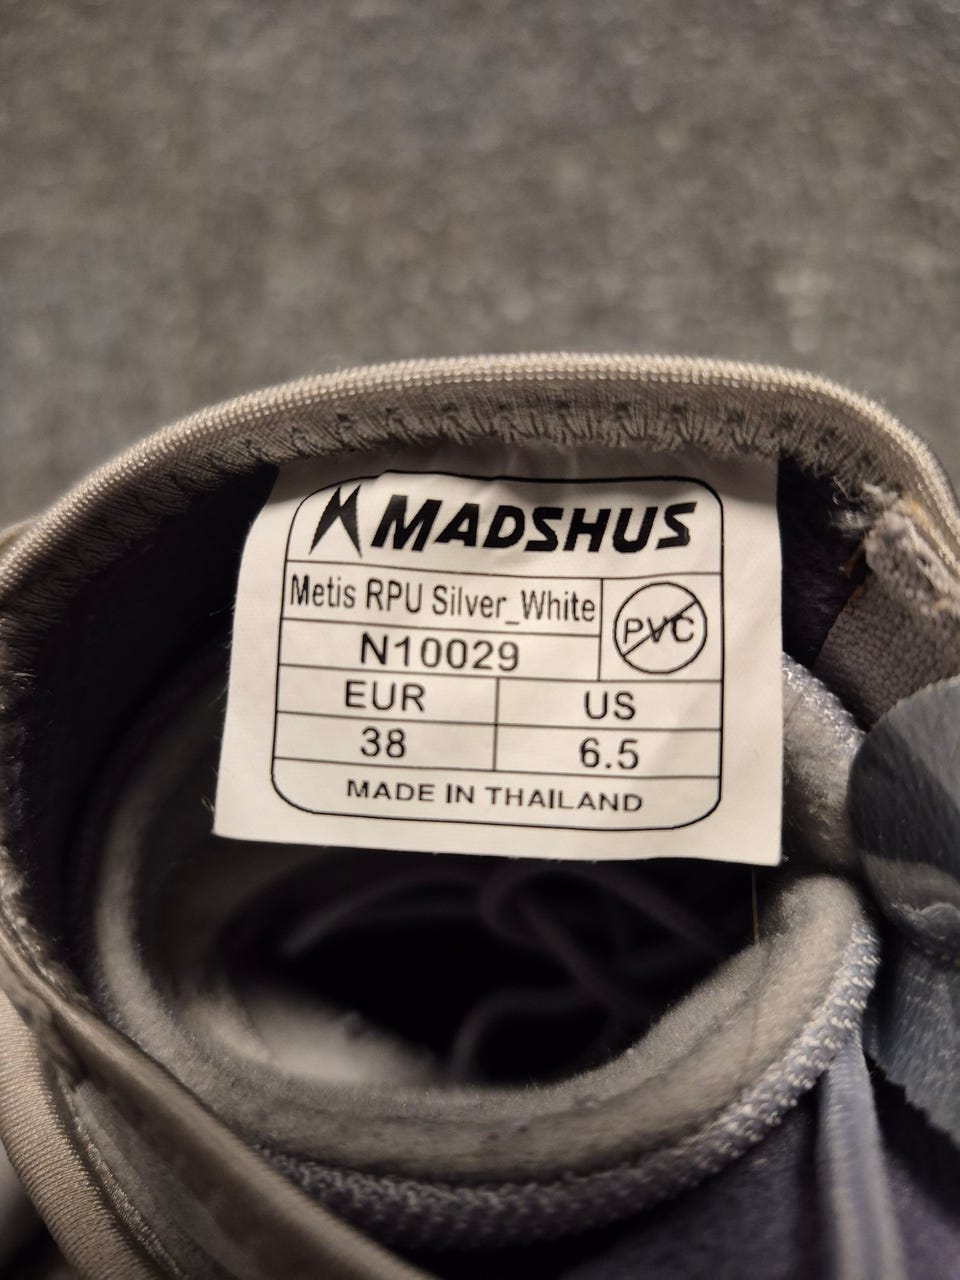 MADSHUS
Metis RPU Silver_White
PVC
N10029
EUR US
38 6.5
MADE IN THAILAND